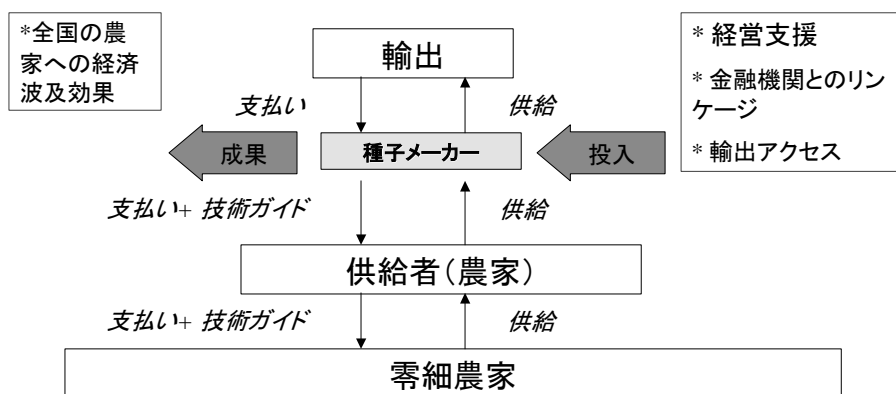 *全国の農
家への経済
波及効果
輸出
* 経営支援
* 金融機関とのリン
ケージ
* 輸出アクセス
支払い
供給
成果
種子メーカー
投入
支払い+ 技術ガイド
供給
供給者（農家）
支払い+ 技術ガイド
供給
零細農家